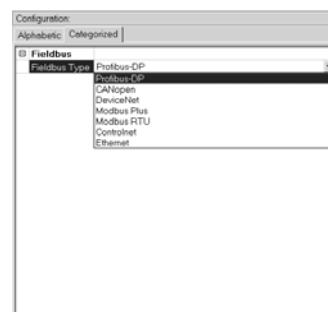 Configuration:
Alphabetic Categorized
Fieldbus
Fieldbus Type Profibus-DP
Profibus-DP
CANopen
DeviceNet
Modbus Plus
Modbus RTU
Controlnet
Ethernet